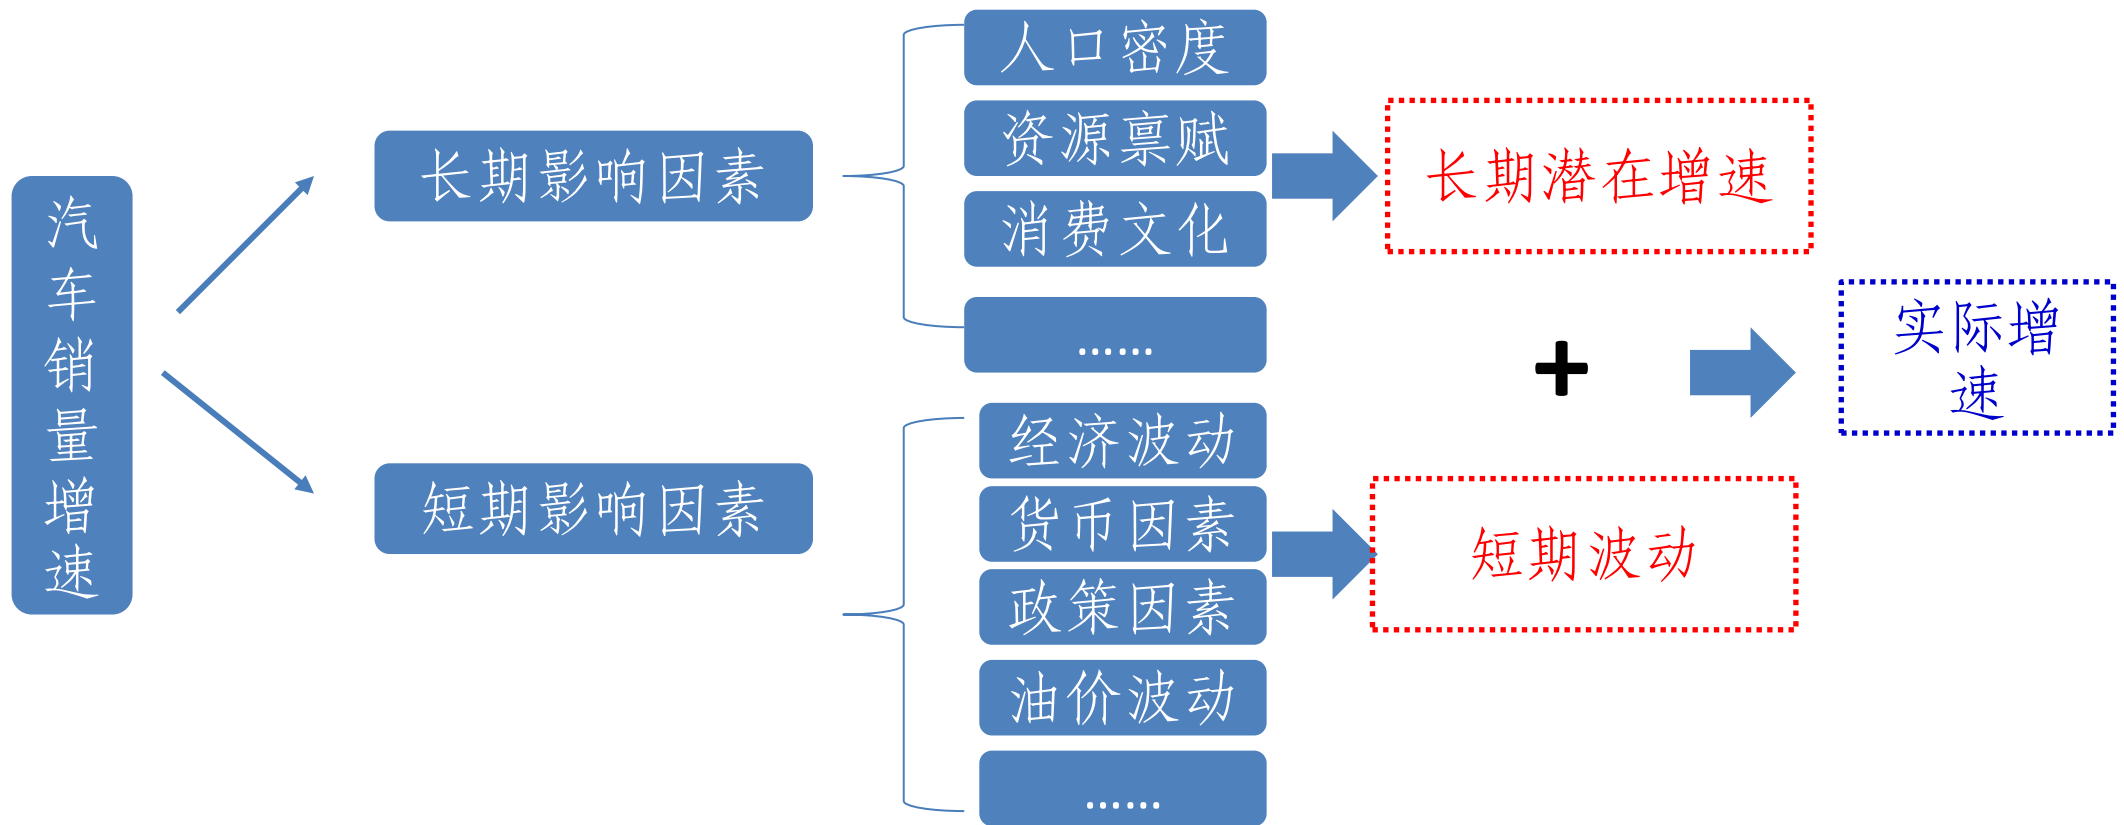 汽
车
销
量
增
速
长期影响因素
短期影响因素
人口密度
资源禀赋
消费文化
……
经济波动
货币因素
政策因素
油价波动
……
长期潜在增速
+
短期波动
实际增
速